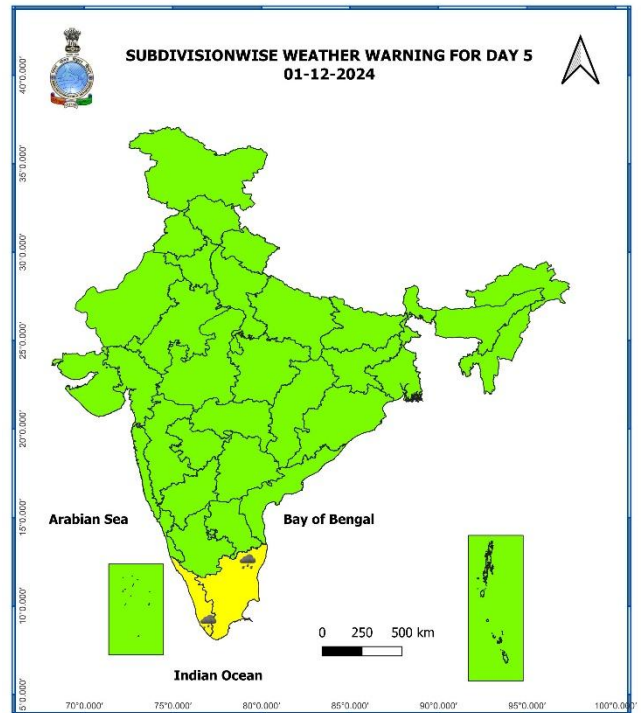 SUBDIVISIONWISE WEATHER WARNING FOR DAY 5
01-12-2024
40°0.000'
35°0.000'
30°0.000'
25°0.000'
20°0.000'
15°0.000'
10°0.000'
5°0.000'
Arabian Sea
Bay of Bengal
0 250 500 km
Indian Ocean
70°0.000' 75°0.000' 80°0.000' 85°0.000' 90°0.000' 95°0.000' 100°0.000'